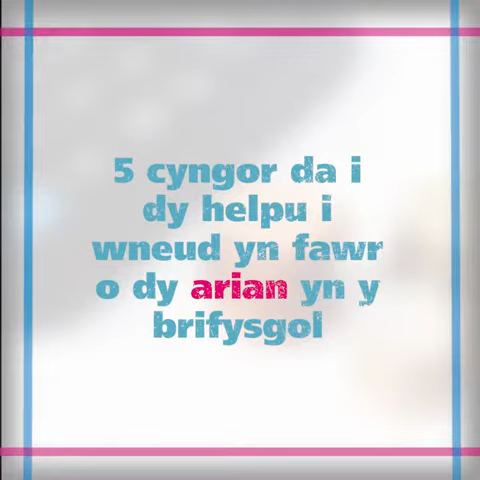 5 cyngor da i
dy helpu i
wneud yn fawr
o dy arian yn y
brifysgol